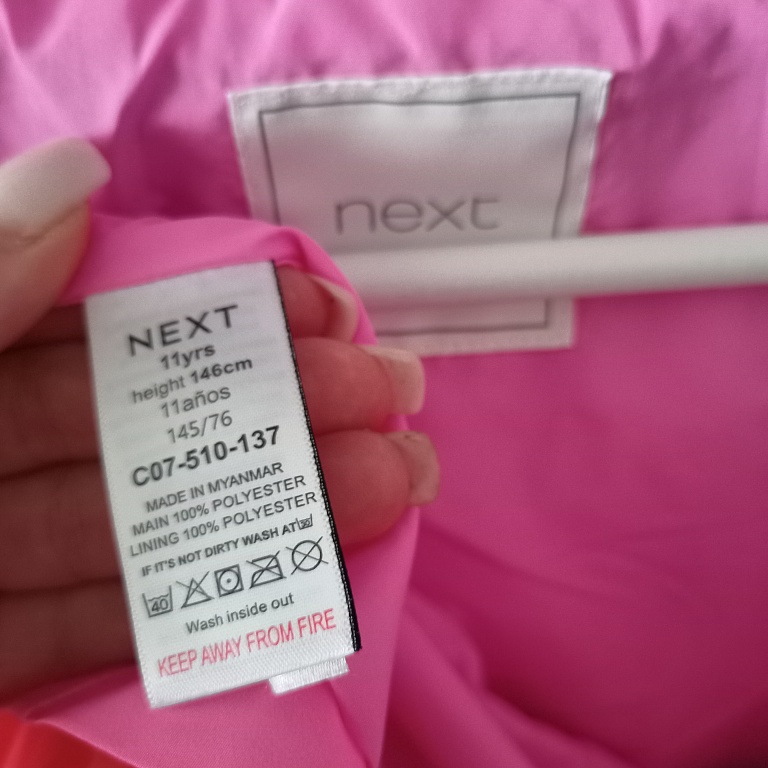 next
NEXT
11yrs
height 146cm
11años
145/76
C07-510-137
MADE IN MYANMAR
MAIN 100% POLYESTER
LINING 100% POLYESTER
IF IT'S NOT DIRTY WASH AT 30
40
Wash inside out
KEEP AWAY FROM FIRE